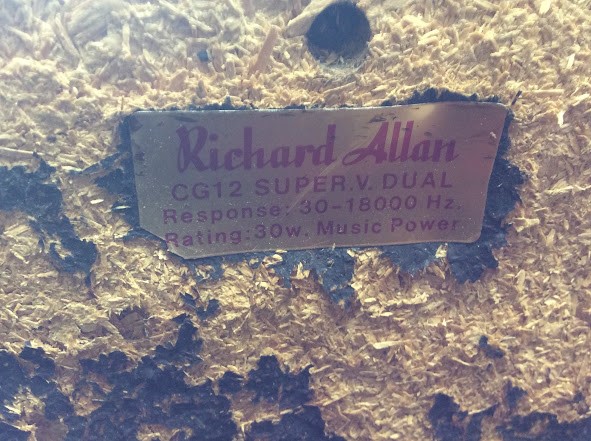 Richard Allan
CG12 SUPER.V. DUAL
Response: 30-18000 Hz.
Rating:30w. Music Power